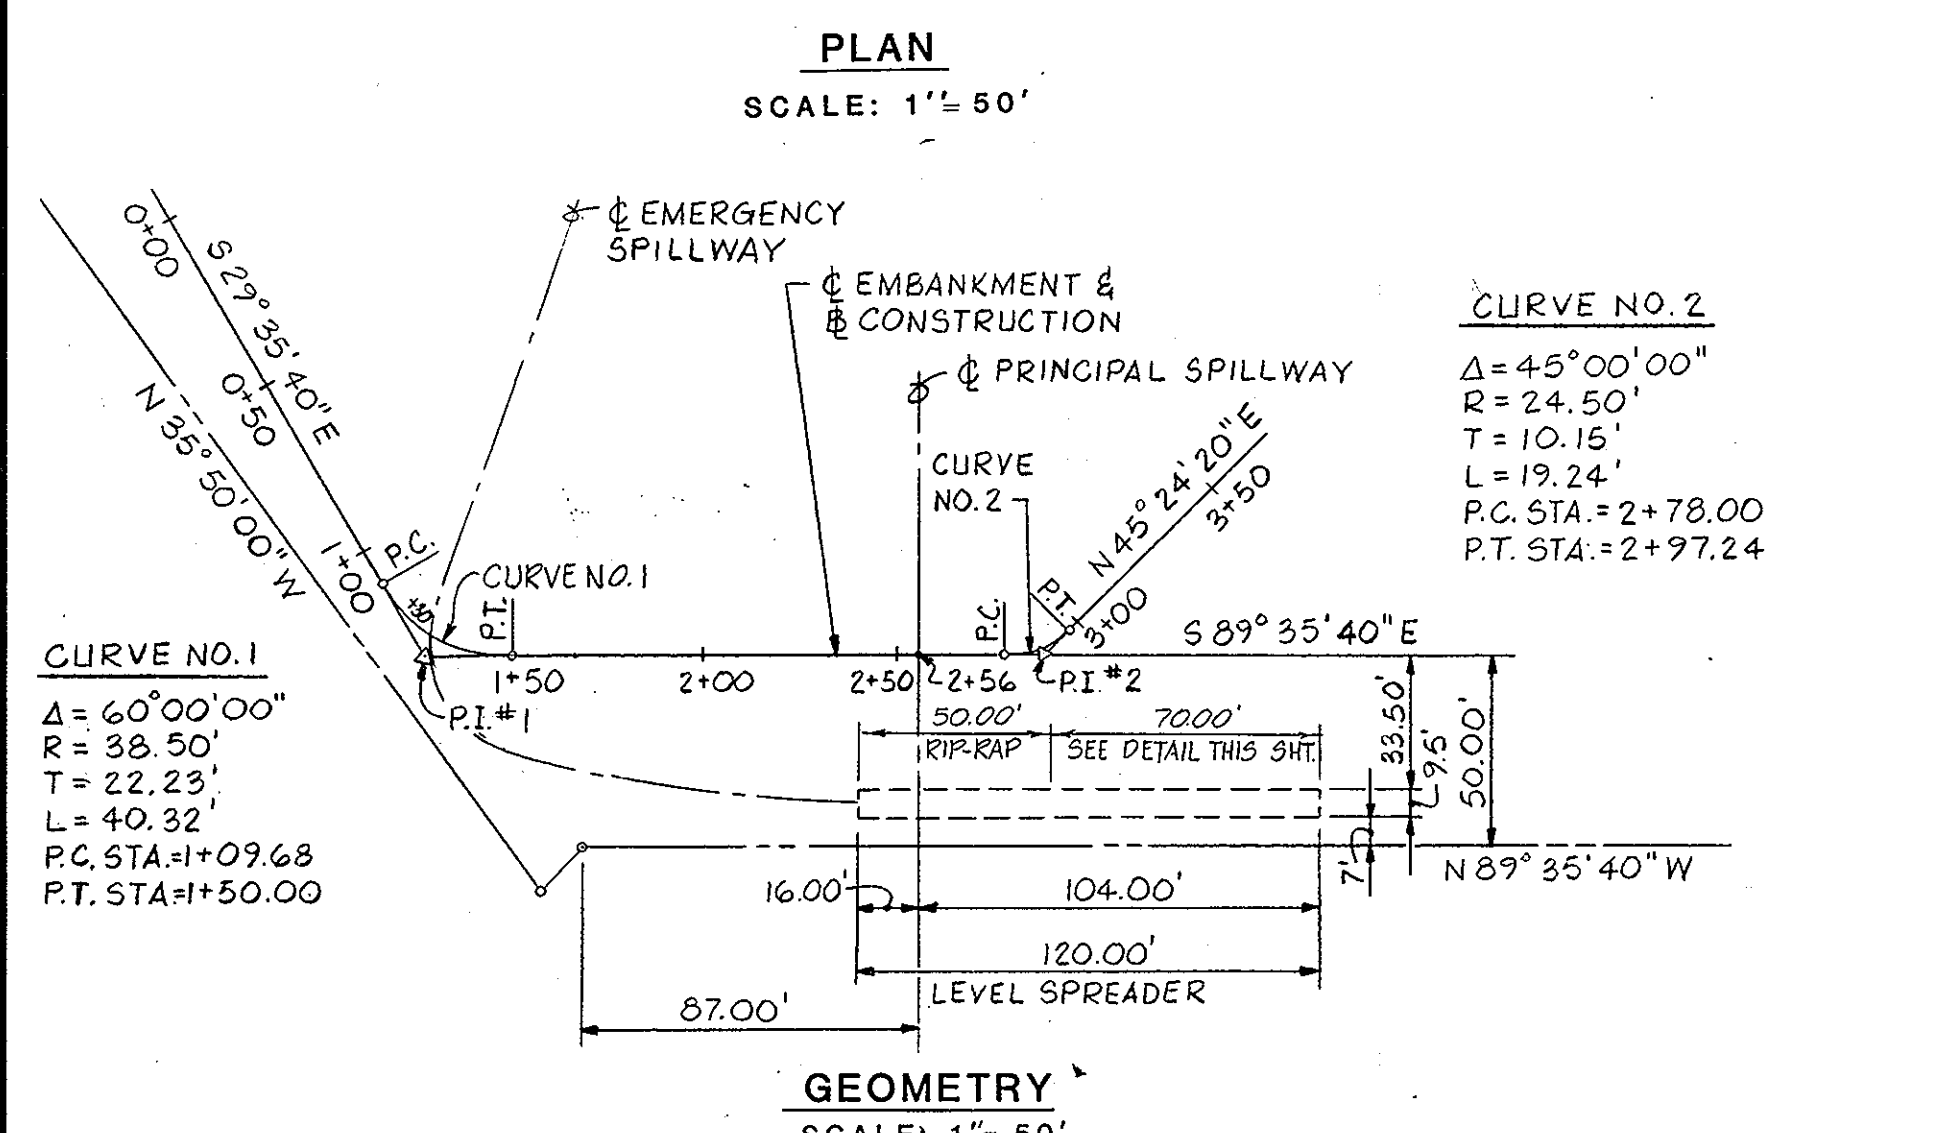 PLAN
SCALE: 1"= 50'
℄ EMERGENCY
SPILLWAY
℄ EMBANKMENT &
B CONSTRUCTION
℄ PRINCIPAL SPILLWAY
0+00
S 29° 35' 40" E
0+50
N 35° 50' 00" W
1+00
P.C.
+30
CURVE NO. 1
P.T.
CURVE
NO. 2
P.C.
P.T.
N 45° 24' 20" E
3+00
3+50
S 89° 35' 40" E
1+50
2+00
2+50
2+56
P.I. #2
P.I. #1
CURVE NO. 2
Δ = 45° 00' 00"
R = 24.50'
T = 10.15'
L = 19.24'
P.C. STA. = 2+78.00
P.T. STA. = 2+97.24
CURVE NO. 1
Δ = 60° 00' 00"
R = 38.50'
T = 22.23'
L = 40.32'
P.C. STA.=1+09.68
P.T. STA=1+50.00
50.00'
70.00'
RIP-RAP
SEE DETAIL THIS SHT.
33.50'
9.5'
50.00'
7'
N 89° 35' 40" W
16.00'
104.00'
120.00'
LEVEL SPREADER
87.00'
GEOMETRY
SCALE: 1"= 50'